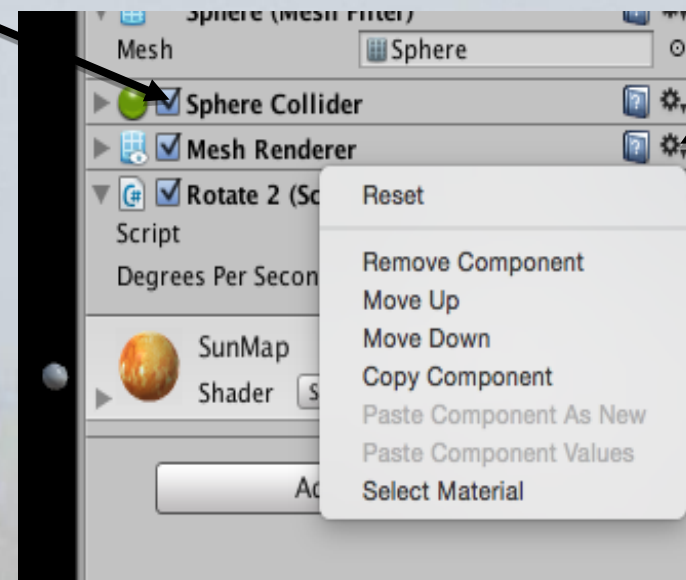 Sphere (Mesh Filter)
Mesh
Sphere
Sphere Collider
Mesh Renderer
Rotate 2 (Sc
Script
Degrees Per Secon
SunMap
Shader
S
Ad
Reset
Remove Component
Move Up
Move Down
Copy Component
Paste Component As New
Paste Component Values
Select Material